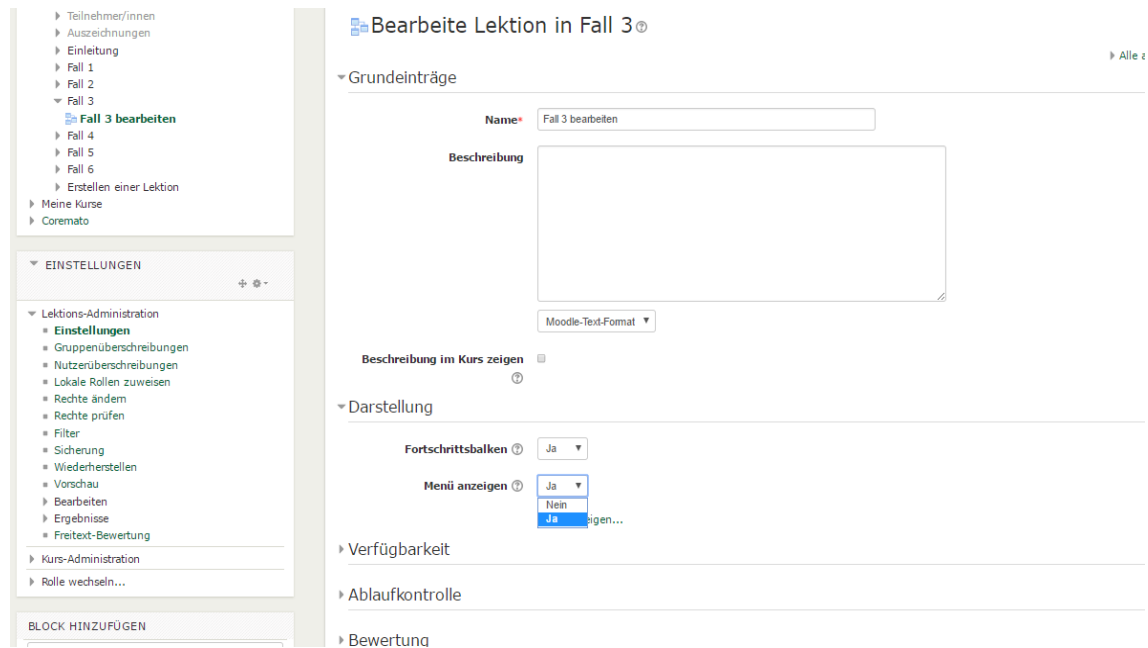 Teilnehmer/innen
Auszeichnungen
Einleitung
Fall 1
Fall 2
Fall 3
Fall 3 bearbeiten
Fall 4
Fall 5
Fall 6
Erstellen einer Lektion
Meine Kurse
Coremato
EINSTELLUNGEN
Lektions-Administration
Einstellungen
Gruppenüberschreibungen
Nutzerüberschreibungen
Lokale Rollen zuweisen
Rechte ändern
Rechte prüfen
Filter
Sicherung
Wiederherstellen
Vorschau
Bearbeiten
Ergebnisse
Freitext-Bewertung
Kurs-Administration
Rolle wechseln...
BLOCK HINZUFÜGEN
Bearbeite Lektion in Fall 3
Alle a
Grundeinträge
Name* Fall 3 bearbeiten
Beschreibung
Moodle-Text-Format
Beschreibung im Kurs zeigen
Darstellung
Fortschrittsbalken Ja
Menü anzeigen Ja
Nein
Ja eigen...
Verfügbarkeit
Ablaufkontrolle
Bewertung